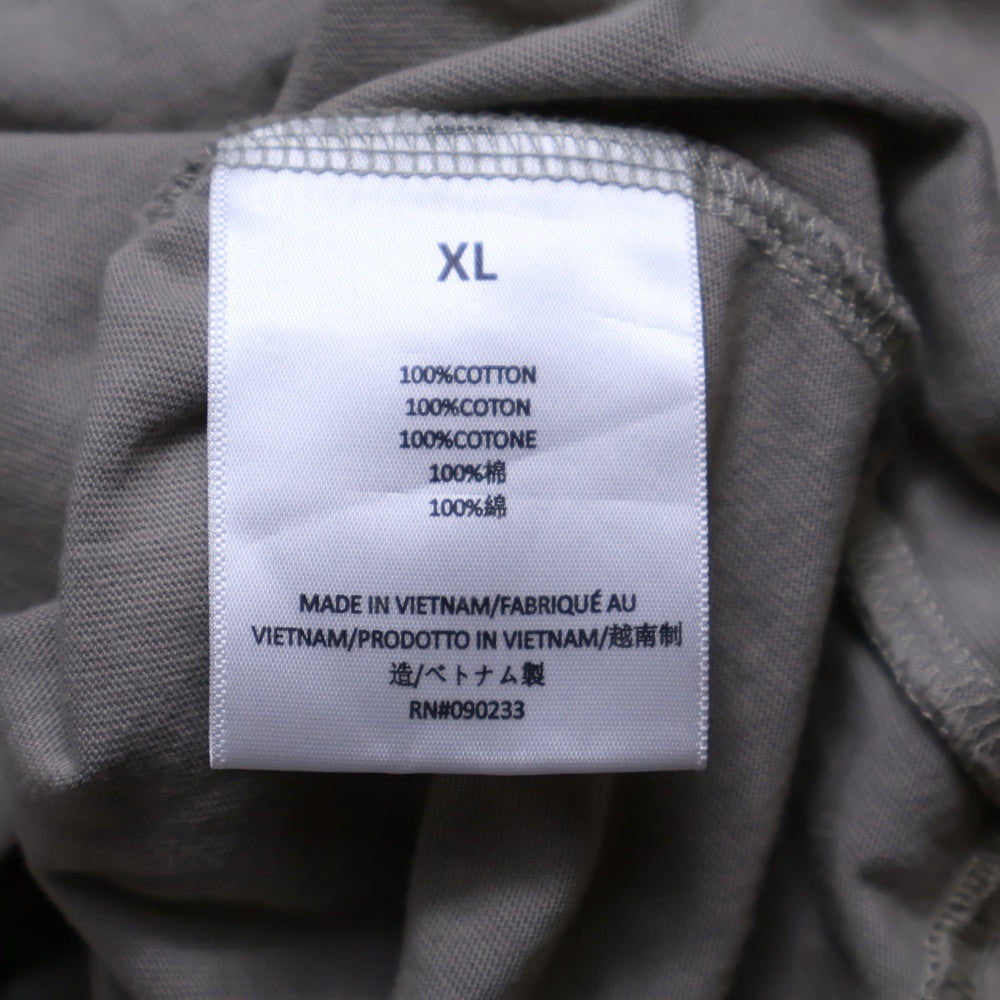 XL
100%COTTON
100%COTON
100%COTONE
100%棉
100%綿
MADE IN VIETNAM/FABRIQUÉ AU
VIETNAM/PRODOTTO IN VIETNAM/越南制
造/ベトナム製
RN#090233